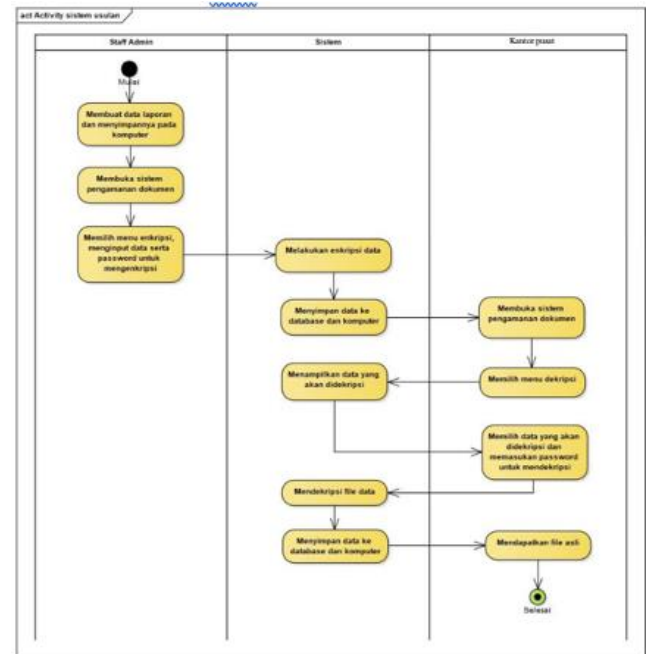 act Activity sistem usulan
Staff Admin
Sistem
Kantor pusat
Mulai
Membuat data laporan
dan menyimpannya pada
komputer
Membuka sistem
pengamanan dokumen
Memilih menu enkripsi,
menginput data serta
password untuk
mengenkripsi
Melakukan eskripsi data
Menyimpan data ke
database dan komputer
Membuka sistem
pengamanan dokumen
Memilih menu dekripsi
Menampilkan data yang
akan didekripsi
Memilih data yang akan
didekripsi dan
memasukan password
untuk mendekripsi
Mendekripsi file data
Menyimpan data ke
database dan komputer
Mendapatkan file asli
Selesai